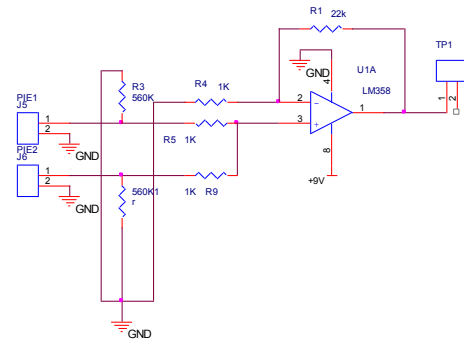 R1 22k
TP1
U1A
GND
4
R3
560K
R4 1K
LM358
PIE1
J5
2
1
1
2
1
2
3
R5 1K
GND
8
PIE2
J6
1
2
560K1
r
1K R9
+9V
GND
GND